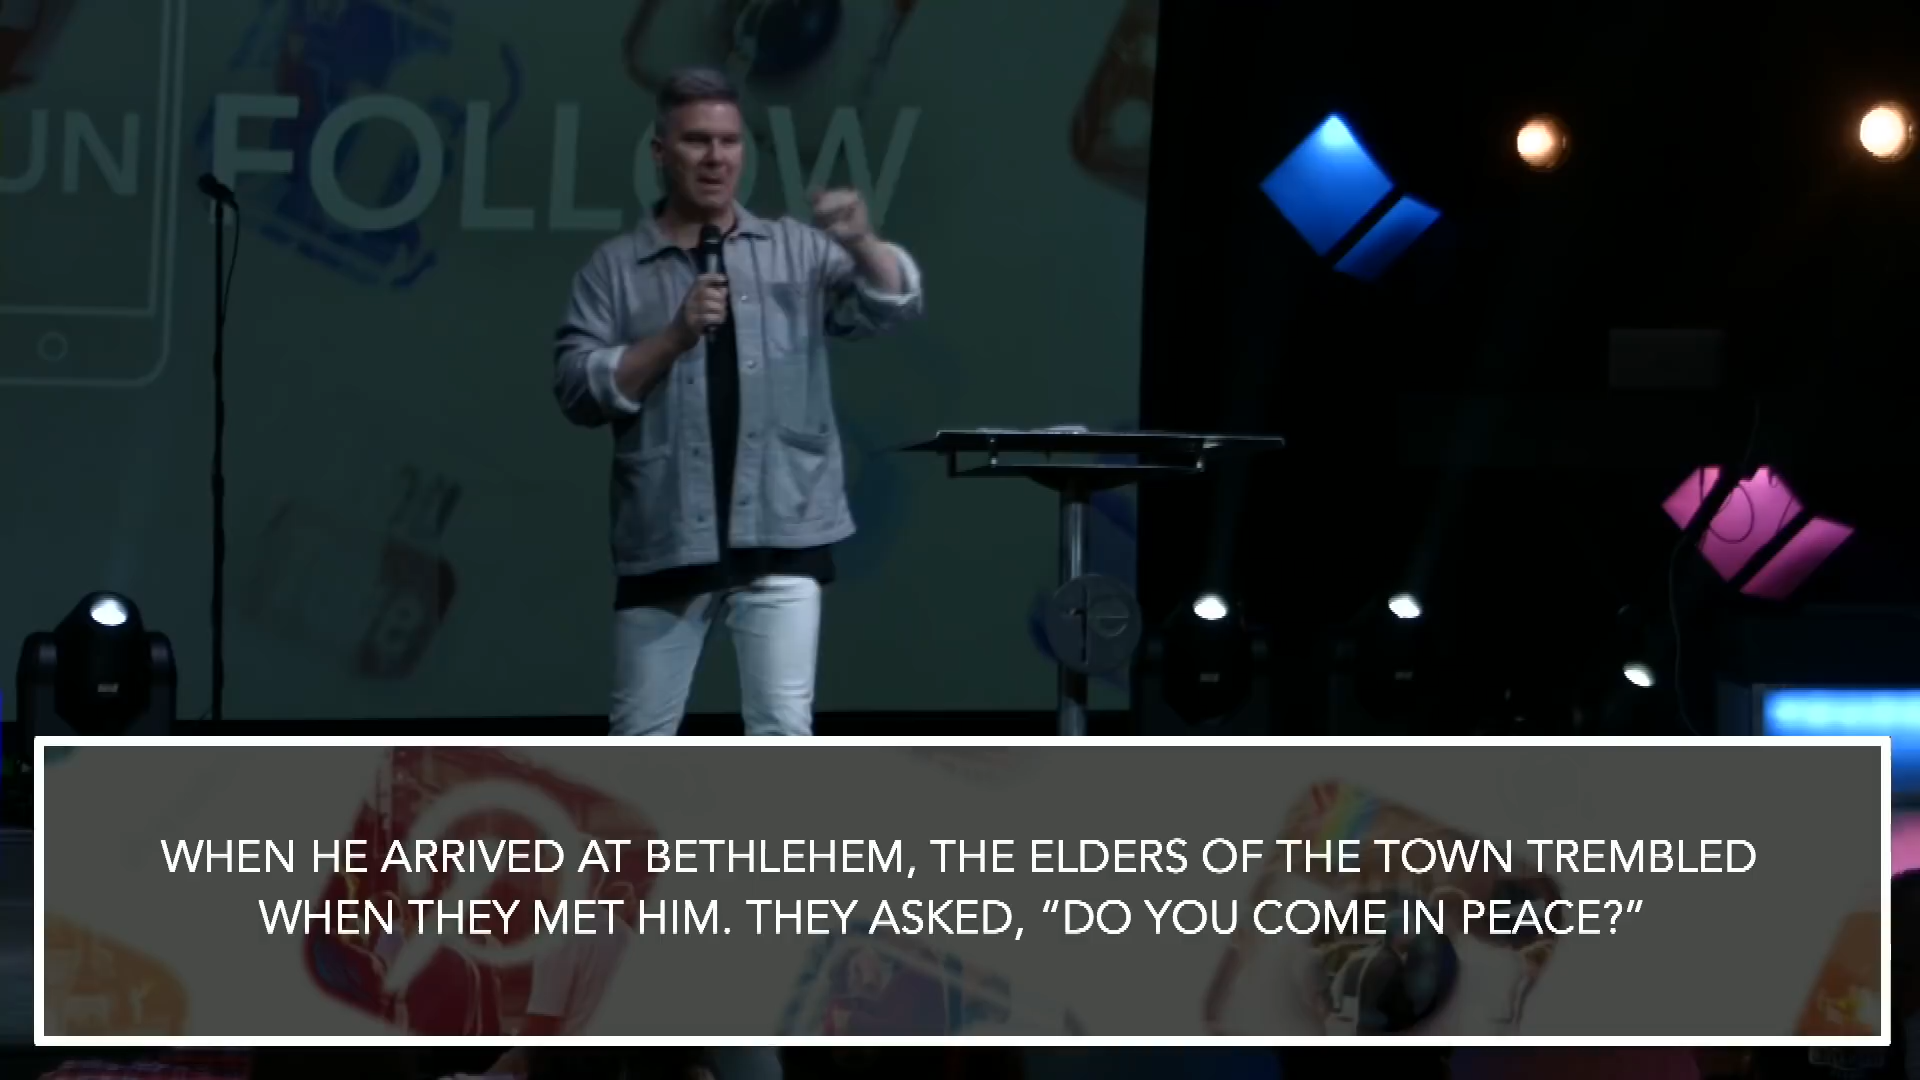 UN FOLLOW
WHEN HE ARRIVED AT BETHLEHEM, THE ELDERS OF THE TOWN TREMBLED
WHEN THEY MET HIM. THEY ASKED, “DO YOU COME IN PEACE?”